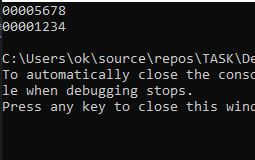 00005678
00001234
C:\Users\ok\source\repos\TASK\De
To automatically close the conso
le when debugging stops.
Press any key to close this wind